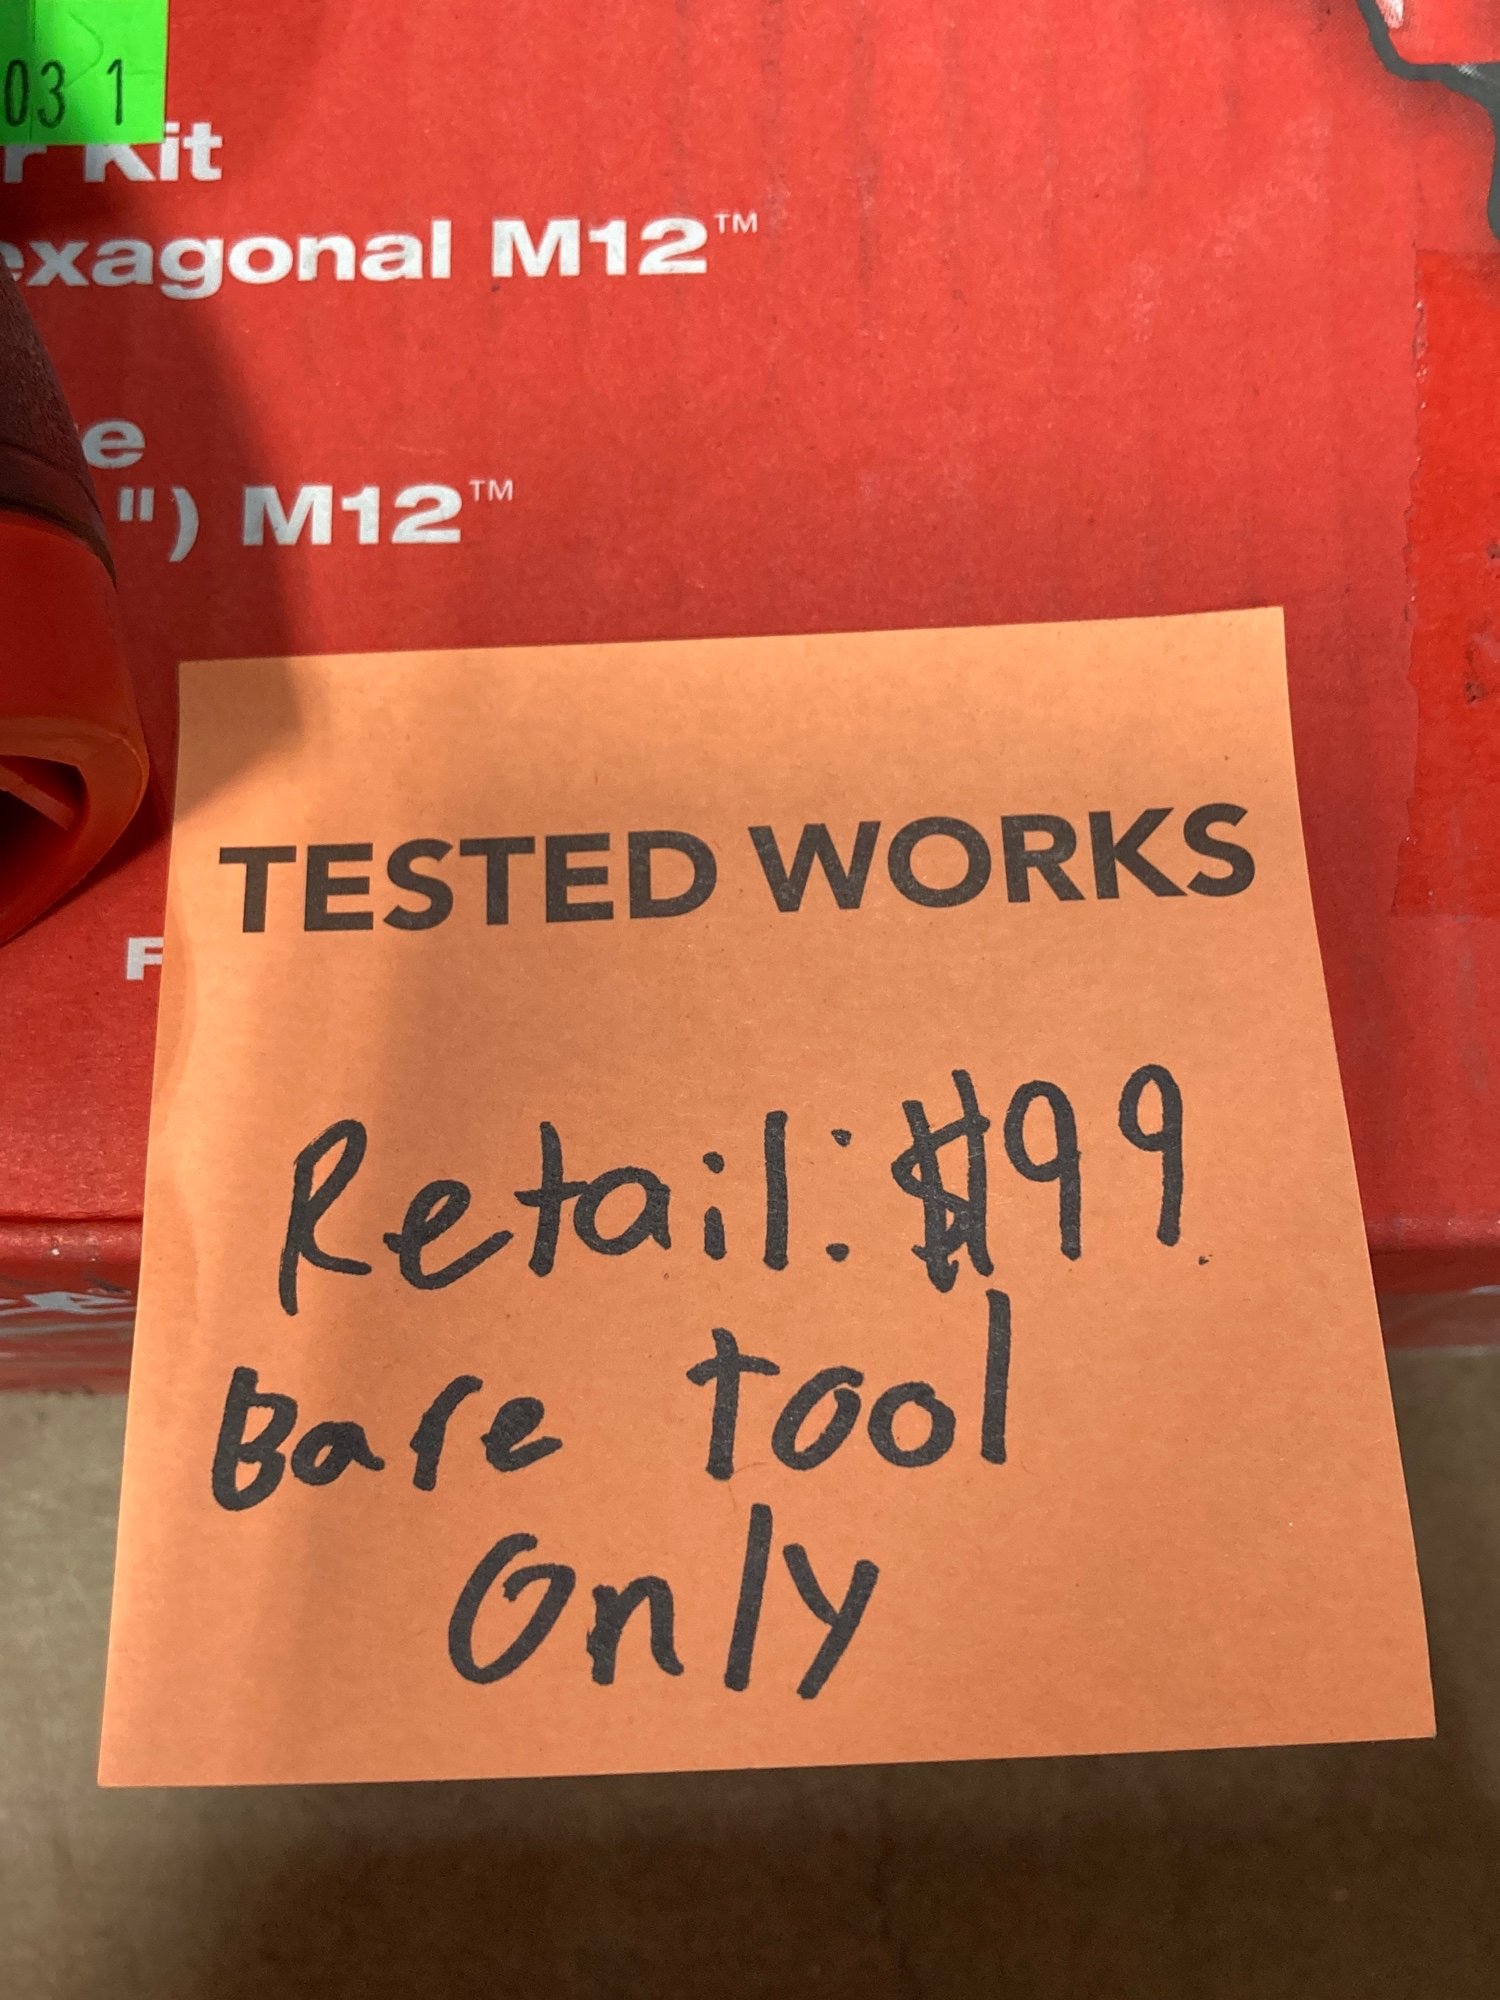 03 1
r Kit
exagonal M12™
e
") M12™
TESTED WORKS
F
Retail: $99
Bare tool
Only